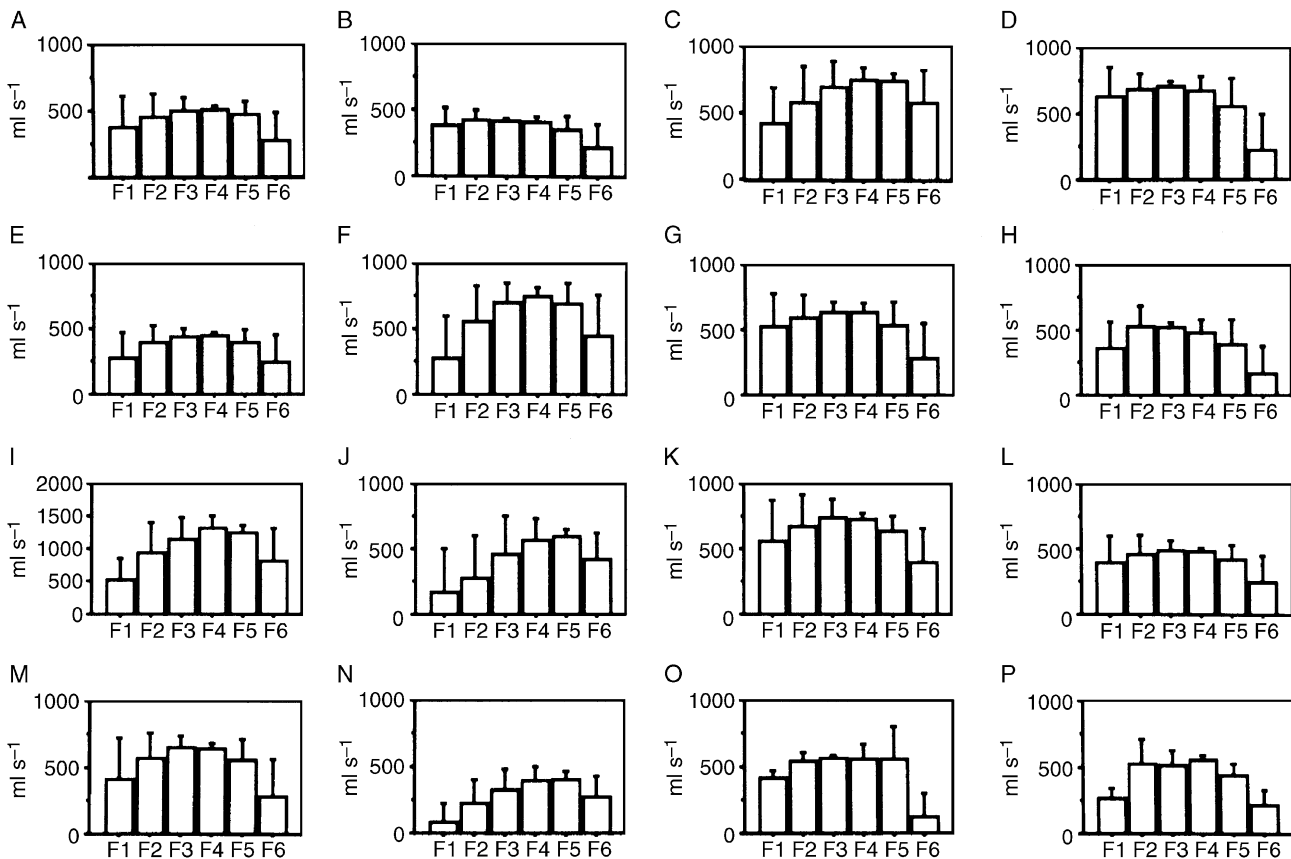 A B C D
1000 1000 1000 1000
ml s⁻¹ ml s⁻¹ ml s⁻¹ ml s⁻¹
500 500 500 500
0 0 0
F1 F2 F3 F4 F5 F6 F1 F2 F3 F4 F5 F6 F1 F2 F3 F4 F5 F6 F1 F2 F3 F4 F5 F6
E F G H
1000 1000 1000 1000
ml s⁻¹ ml s⁻¹ ml s⁻¹ ml s⁻¹
500 500 500 500
0 0 0 0
F1 F2 F3 F4 F5 F6 F1 F2 F3 F4 F5 F6 F1 F2 F3 F4 F5 F6 F1 F2 F3 F4 F5 F6
I J K L
2000 1000 1000 1000
1500
ml s⁻¹ ml s⁻¹ ml s⁻¹ ml s⁻¹
1000 500 500 500
500
0 0 0 0
F1 F2 F3 F4 F5 F6 F1 F2 F3 F4 F5 F6 F1 F2 F3 F4 F5 F6 F1 F2 F3 F4 F5 F6
M N O P
1000 1000 1000 1000
ml s⁻¹ ml s⁻¹ ml s⁻¹ ml s⁻¹
500 500 500 500
0 0 0 0
F1 F2 F3 F4 F5 F6 F1 F2 F3 F4 F5 F6 F1 F2 F3 F4 F5 F6 F1 F2 F3 F4 F5 F6